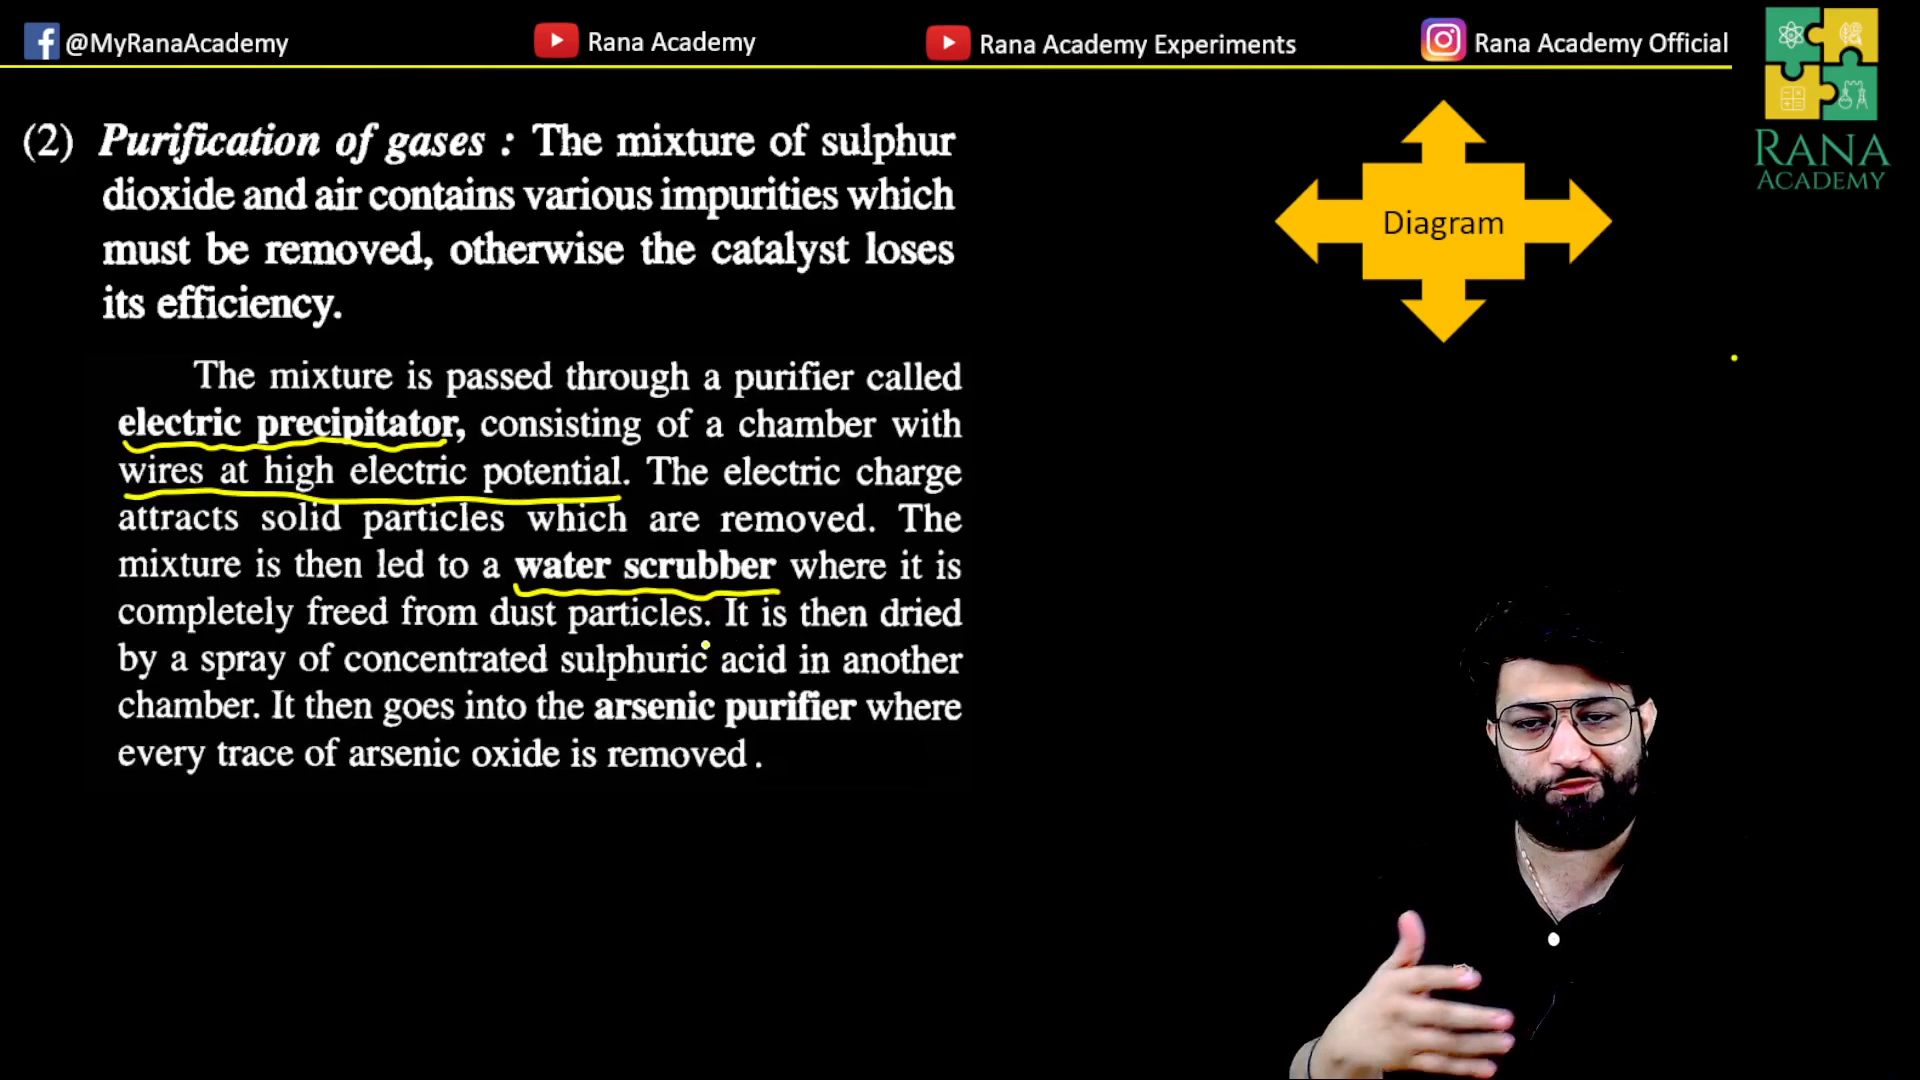 @MyRanaAcademy
Rana Academy
Rana Academy Experiments
Rana Academy Official
RANA
ACADEMY
(2) Purification of gases : The mixture of sulphur
dioxide and air contains various impurities which
must be removed, otherwise the catalyst loses
its efficiency.
Diagram
The mixture is passed through a purifier called
electric precipitator, consisting of a chamber with
wires at high electric potential. The electric charge
attracts solid particles which are removed. The
mixture is then led to a water scrubber where it is
completely freed from dust particles. It is then dried
by a spray of concentrated sulphuric acid in another
chamber. It then goes into the arsenic purifier where
every trace of arsenic oxide is removed .